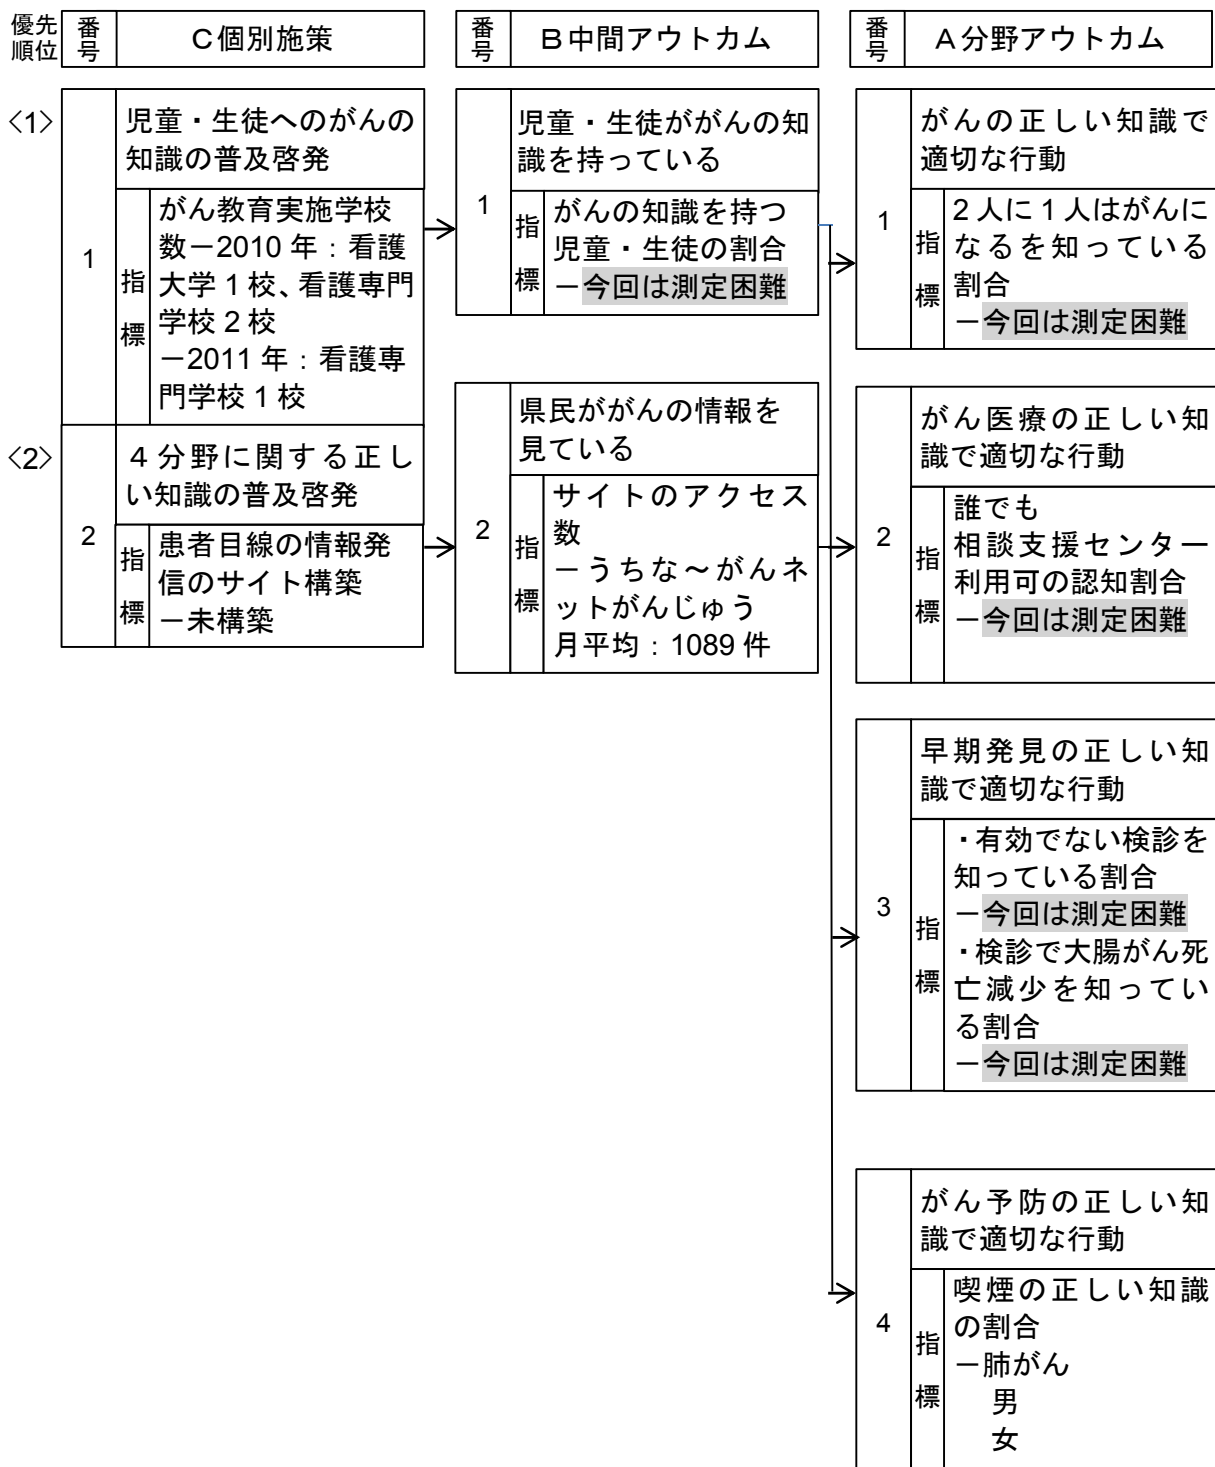 優先
順位
番
号
C個別施策
番
号
B中間アウトカム
番
号
A分野アウトカム
〈1〉
1
児童・生徒へのがんの
知識の普及啓発
指
標
がん教育実施学校
数－2010 年：看護
大学 1 校、看護専門
学校 2 校
－2011 年：看護専
門学校 1 校
〈2〉
2
４分野に関する正し
い知識の普及啓発
指
標
患者目線の情報発
信のサイト構築
－未構築
1
児童・生徒ががんの知
識を持っている
指
標
がんの知識を持つ
児童・生徒の割合
－今回は測定困難
2
県民ががんの情報を
見ている
指
標
サイトのアクセス
数
－うちな～がんネ
ットがんじゅう
月平均：1089 件
1
がんの正しい知識で
適切な行動
指
標
２人に１人はがんに
なるを知っている
割合
－今回は測定困難
2
がん医療の正しい知
識で適切な行動
指
標
誰でも
相談支援センター
利用可の認知割合
－今回は測定困難
3
早期発見の正しい知
識で適切な行動
指
標
・有効でない検診を
知っている割合
－今回は測定困難
・検診で大腸がん死
亡減少を知ってい
る割合
－今回は測定困難
4
がん予防の正しい知
識で適切な行動
指
標
喫煙の正しい知識
の割合
－肺がん
男
女